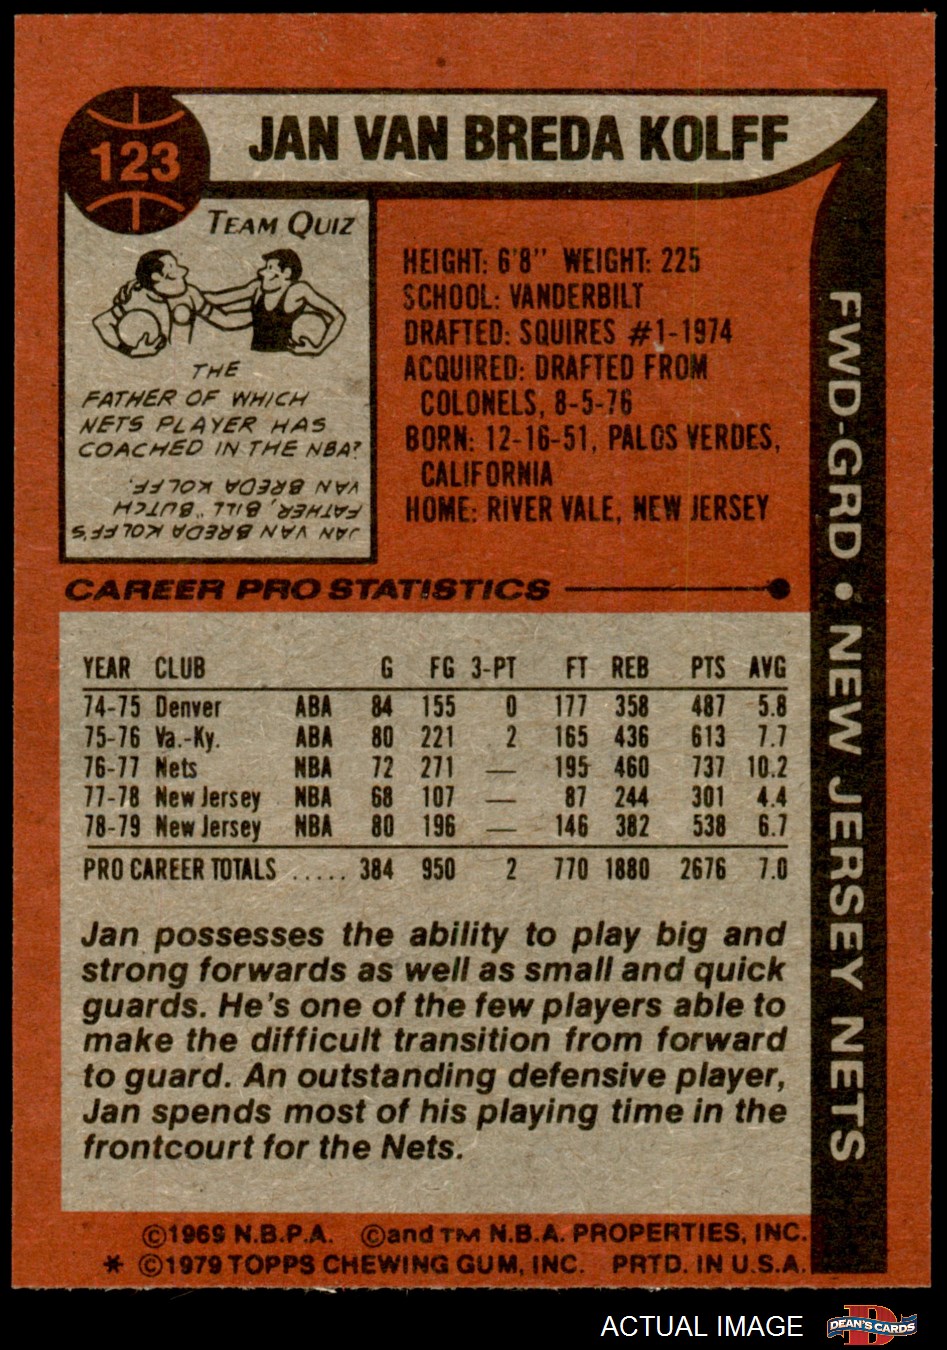 123
JAN VAN BREDA KOLFF
TEAM QUIZ
THE
FATHER OF WHICH
NETS PLAYER HAS
COACHED IN THE NBA?
JAN VAN BREDA KOLFF'S
FATHER, BILL "BUTCH"
VAN BREDA KOLFF.
HEIGHT: 6'8" WEIGHT: 225
SCHOOL: VANDERBILT
DRAFTED: SQUIRES #1-1974
ACQUIRED: DRAFTED FROM
COLONELS, 8-5-76
BORN: 12-16-51, PALOS VERDES,
CALIFORNIA
HOME: RIVER VALE, NEW JERSEY
FWD-GRD • NEW JERSEY NETS
CAREER PRO STATISTICS
YEAR CLUB G FG 3-PT FT REB PTS AVG
74-75 Denver ABA 84 155 0 177 358 487 5.8
75-76 Va.-Ky. ABA 80 221 2 165 436 613 7.7
76-77 Nets NBA 72 271 — 195 460 737 10.2
77-78 New Jersey NBA 68 107 — 87 244 301 4.4
78-79 New Jersey NBA 80 196 — 146 382 538 6.7
PRO CAREER TOTALS ..... 384 950 2 770 1880 2676 7.0
Jan possesses the ability to play big and
strong forwards as well as small and quick
guards. He's one of the few players able to
make the difficult transition from forward
to guard. An outstanding defensive player,
Jan spends most of his playing time in the
frontcourt for the Nets.
©1969 N.B.P.A. ©and TM N.B.A. PROPERTIES, INC.
* ©1979 TOPPS CHEWING GUM, INC. PRTD. IN U.S.A.
ACTUAL IMAGE
D
DEAN'S CARDS